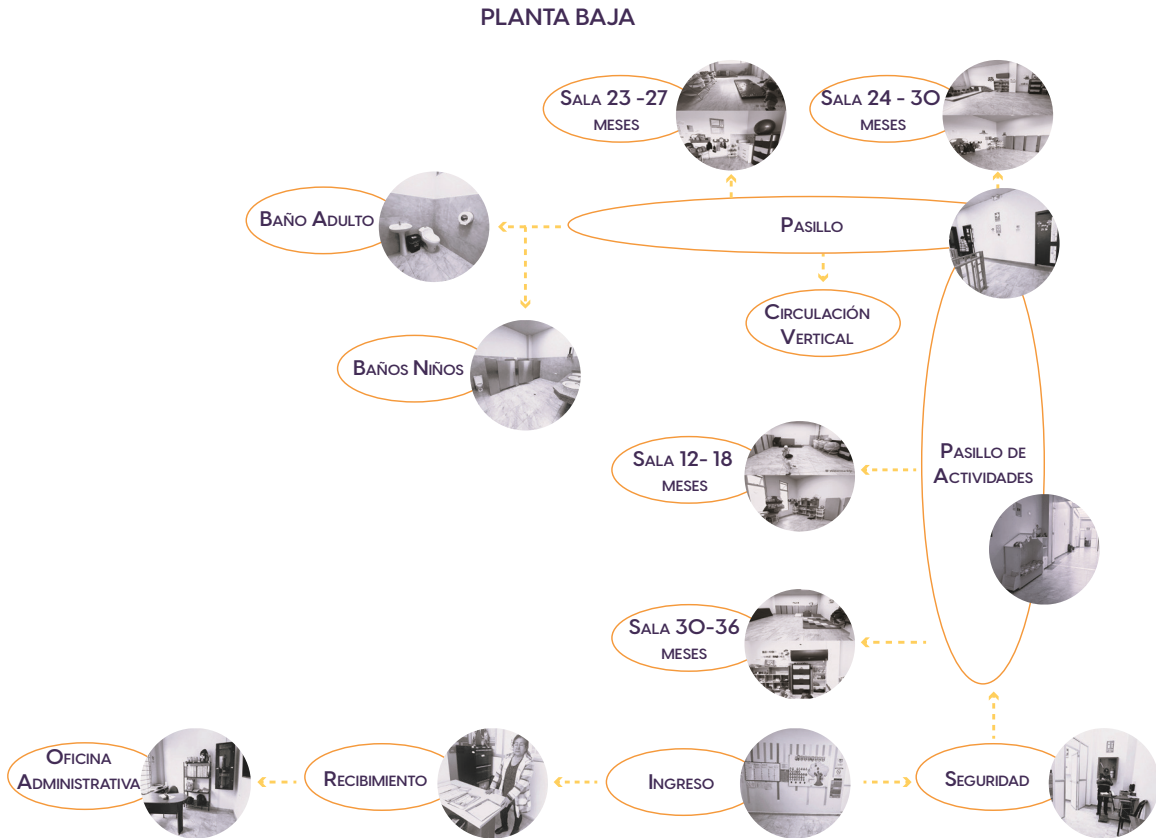 PLANTA BAJA
SALA 23 -27
MESES
SALA 24 - 30
MESES
BAÑO ADULTO
PASILLO
CIRCULACIÓN
VERTICAL
BAÑOS NIÑOS
SALA 12- 18
MESES
PASILLO DE
ACTIVIDADES
SALA 30-36
MESES
OFICINA
ADMINISTRATIVA
RECIBIMIENTO
INGRESO
SEGURIDAD